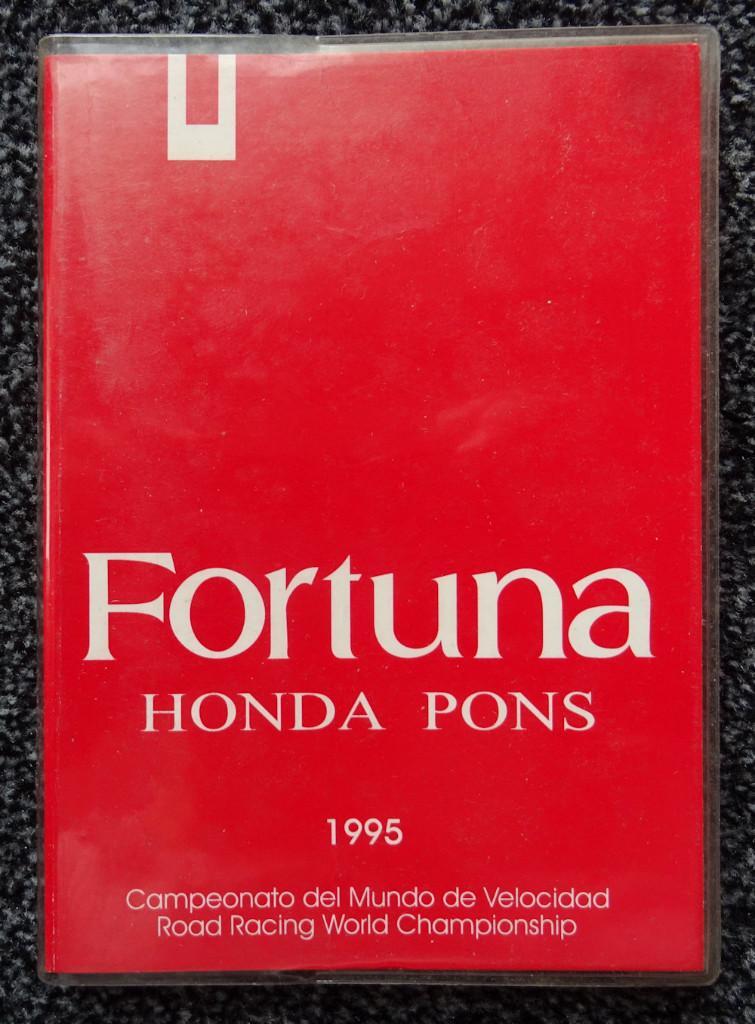 Fortuna
HONDA PONS
1995
Campeonato del Mundo de Velocidad
Road Racing World Championship